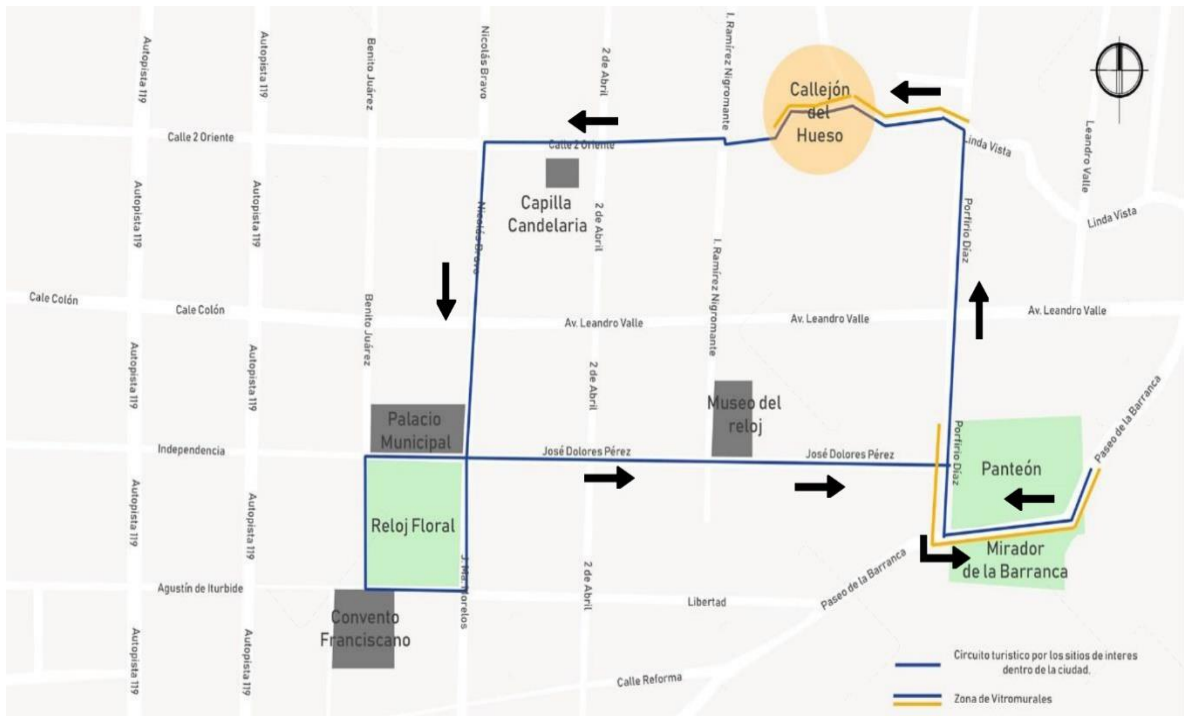 Autopista 119
Autopista 119
Benito Juárez
Nicolás Bravo
2 de Abril
I. Ramírez Nigromante
Callejón
del
Hueso
Leandro Valle
Calle 2 Oriente
Calle 2 Oriente
Linda Vista
Capilla
Candelaria
Autopista 119
Autopista 119
Nicolás Bravo
2 de Abril
I. Ramírez Nigromante
Porfirio Díaz
Linda Vista
Cale Colón
Cale Colón
Benito Juárez
Av. Leandro Valle
Av. Leandro Valle
Av. Leandro Valle
Autopista 119
Autopista 119
2 de Abril
Palacio
Municipal
Museo del
reloj
Paseo de la Barranca
Independencia
José Dolores Pérez
José Dolores Pérez
Porfirio Díaz
Panteón
Autopista 119
Autopista 119
Reloj Floral
J. Ma. Morelos
2 de Abril
Paseo de la Barranca
Mirador
de la Barranca
Agustín de Iturbide
Libertad
Convento
Franciscano
Autopista 119
Autopista 119
Calle Reforma
Circuito turistico por los sitios de interes
dentro de la ciudad.
Zona de Vitromurales